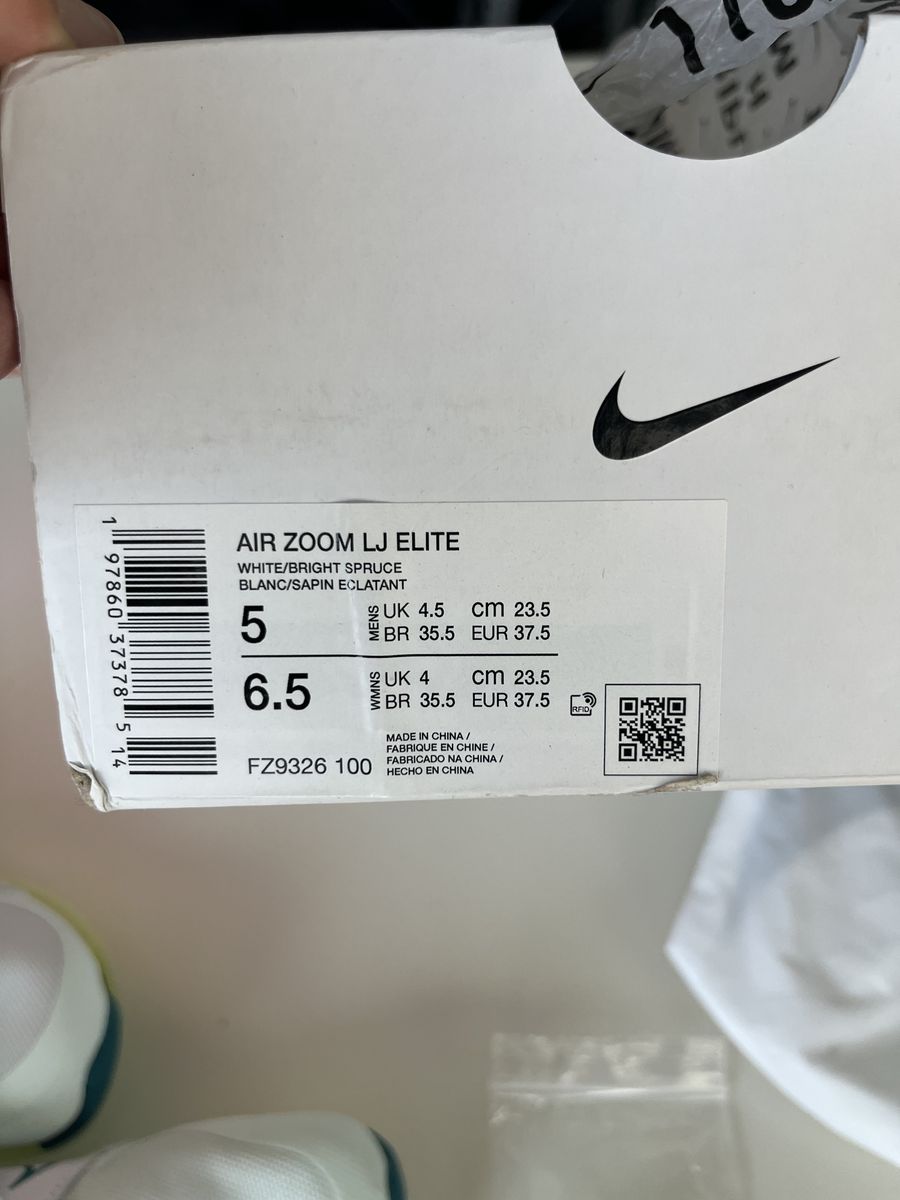 AIR ZOOM LJ ELITE
WHITE/BRIGHT SPRUCE
BLANC/SAPIN ECLATANT
5 MENS UK 4.5 cm 23.5
BR 35.5 EUR 37.5
6.5 WMNS UK 4 cm 23.5
BR 35.5 EUR 37.5
RFID
FZ9326 100
MADE IN CHINA /
FABRIQUE EN CHINE /
FABRICADO NA CHINA /
HECHO EN CHINA
1 97860 37378 5 14